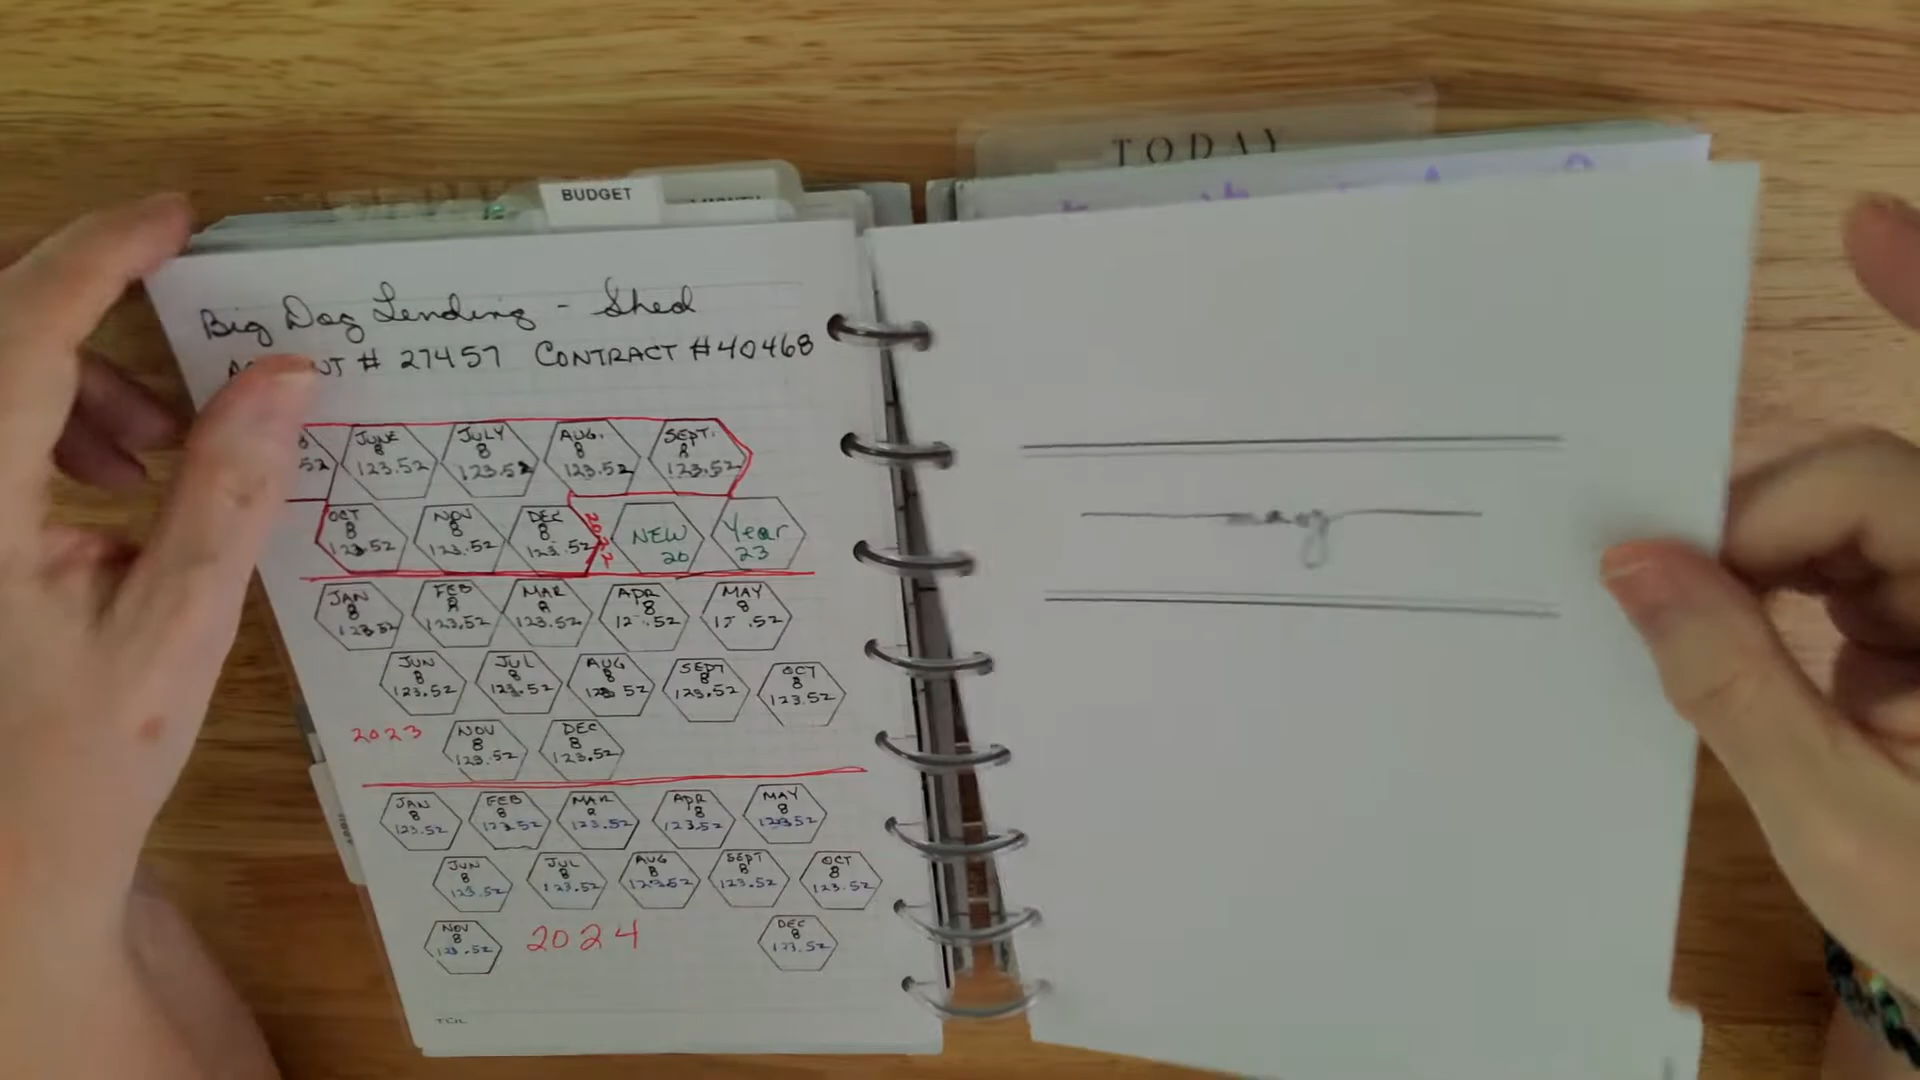 TODAY
BUDGET
Big Dog Lending - Shed
# 27457 CONTRACT #40468
JUNE JULY AUG. SEPT.
8 8 8 8 8
52 123.52 123.52 123.52 123.52
OCT NOV DEC 2022 NEW Year
8 8 8 20 23
123.52 123.52 123.52
JAN FEB MAR APR MAY
8 8 8 8 8
123.52 123.52 123.52 .52 .52
JUN JUL AUG SEPT OCT
8 8 8 8 8
123.52 123.52 123.52 123.52 123.52
2023 NOV DEC
8 8
123.52 123.52
JAN FEB MAR APR MAY
8 8 8 8 8
123.52 123.52 123.52 123.52 123.52
JUN JUL AUG SEPT OCT
8 8 8 8 8
123.52 123.52 123.52 123.52 123.52
NOV 2024 DEC
8 8
123.52 123.52